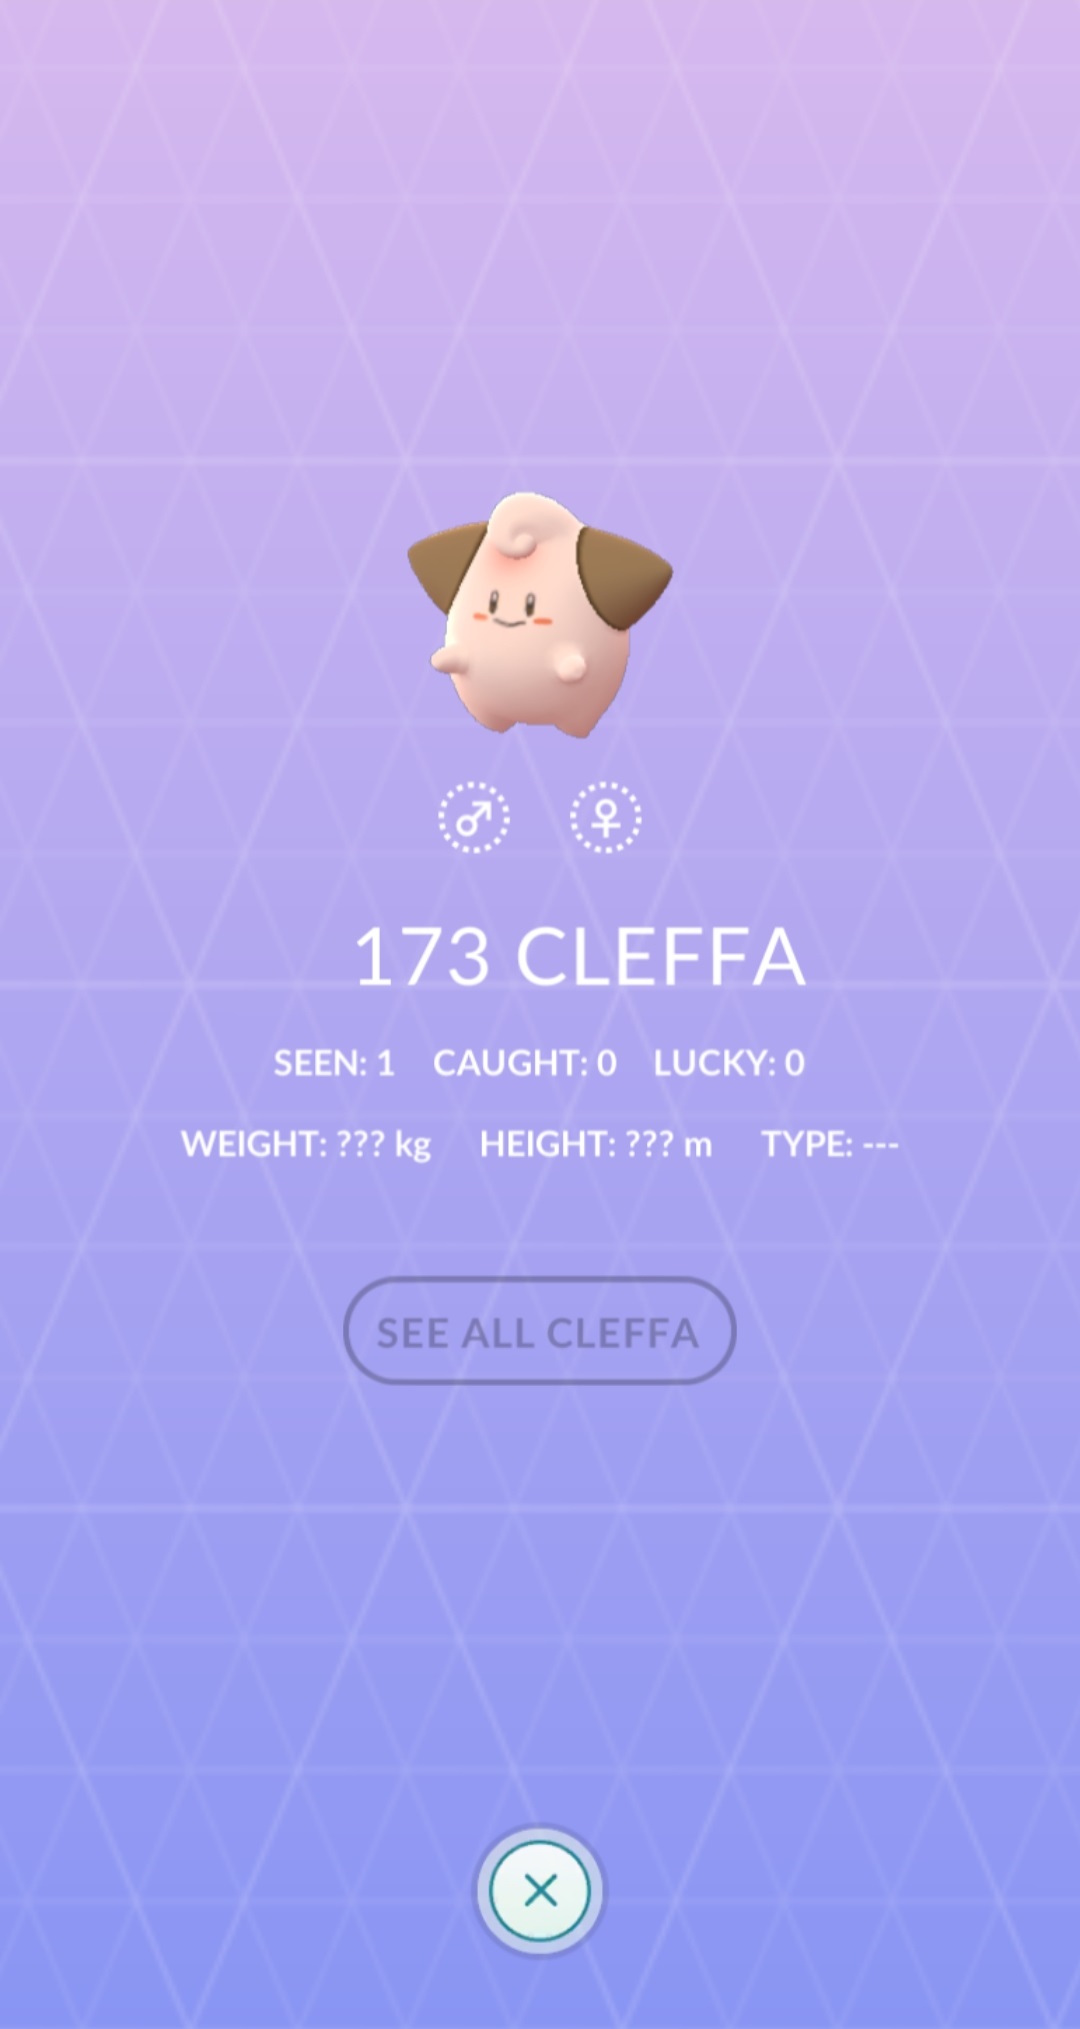 173 CLEFFA
SEEN: 1 CAUGHT: 0 LUCKY: 0
WEIGHT: ??? kg HEIGHT: ??? m TYPE: ---
SEE ALL CLEFFA